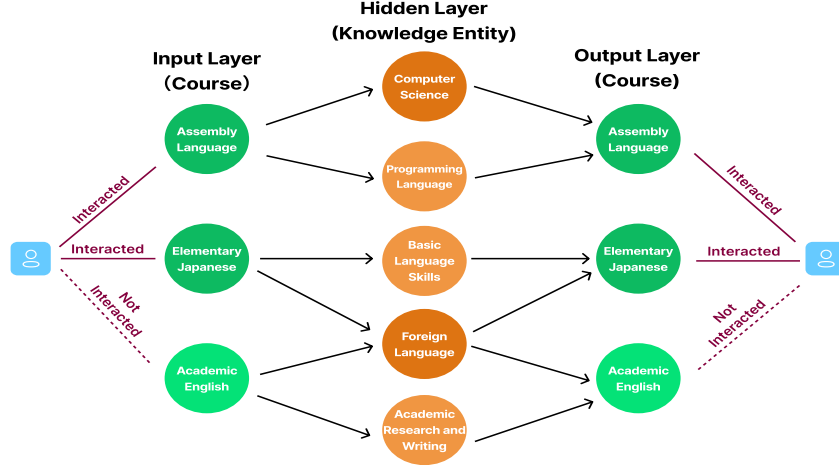 Hidden Layer
(Knowledge Entity)
Input Layer
(Course)
Output Layer
(Course)
Computer
Science
Assembly
Language
Assembly
Language
Programming
Language
Interacted
Interacted
Interacted
Elementary
Japanese
Basic
Language
Skills
Elementary
Japanese
Interacted
Not
Interacted
Not
Interacted
Foreign
Language
Academic
English
Academic
English
Academic
Research and
Writing